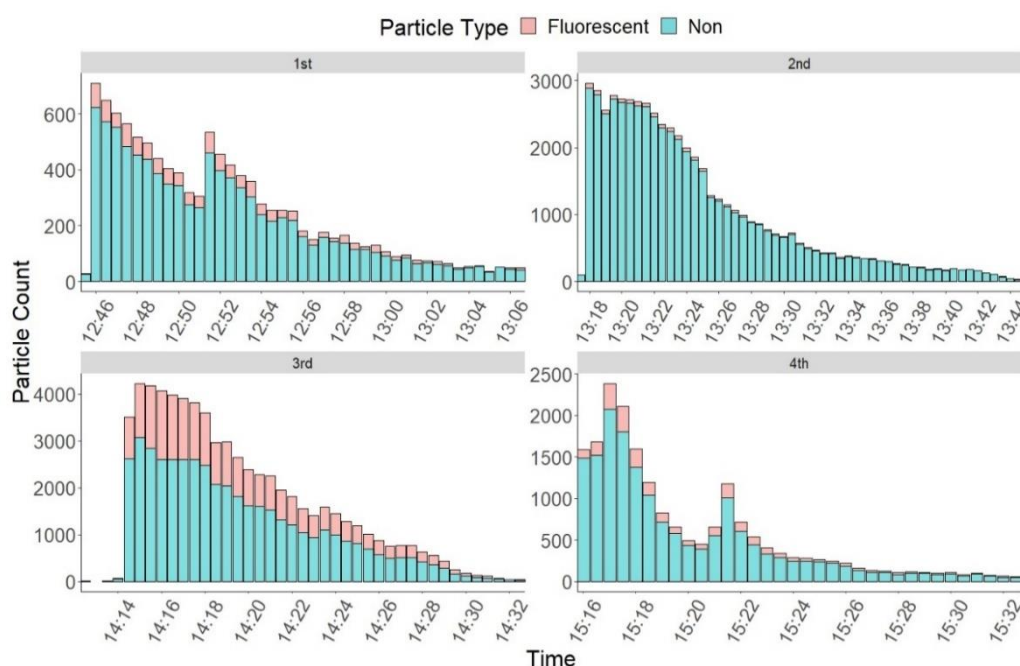 Particle Type Fluorescent Non
1st
2nd
Particle Count
600
400
200
0
12:46 12:48 12:50 12:52 12:54 12:56 12:58 13:00 13:02 13:04 13:06
3000
2000
1000
0
13:18 13:20 13:22 13:24 13:26 13:28 13:30 13:32 13:34 13:36 13:38 13:40 13:42 13:44
3rd
4th
4000
3000
2000
1000
0
14:14 14:16 14:18 14:20 14:22 14:24 14:26 14:28 14:30 14:32
2500
2000
1500
1000
500
0
15:16 15:18 15:20 15:22 15:24 15:26 15:28 15:30 15:32
Time